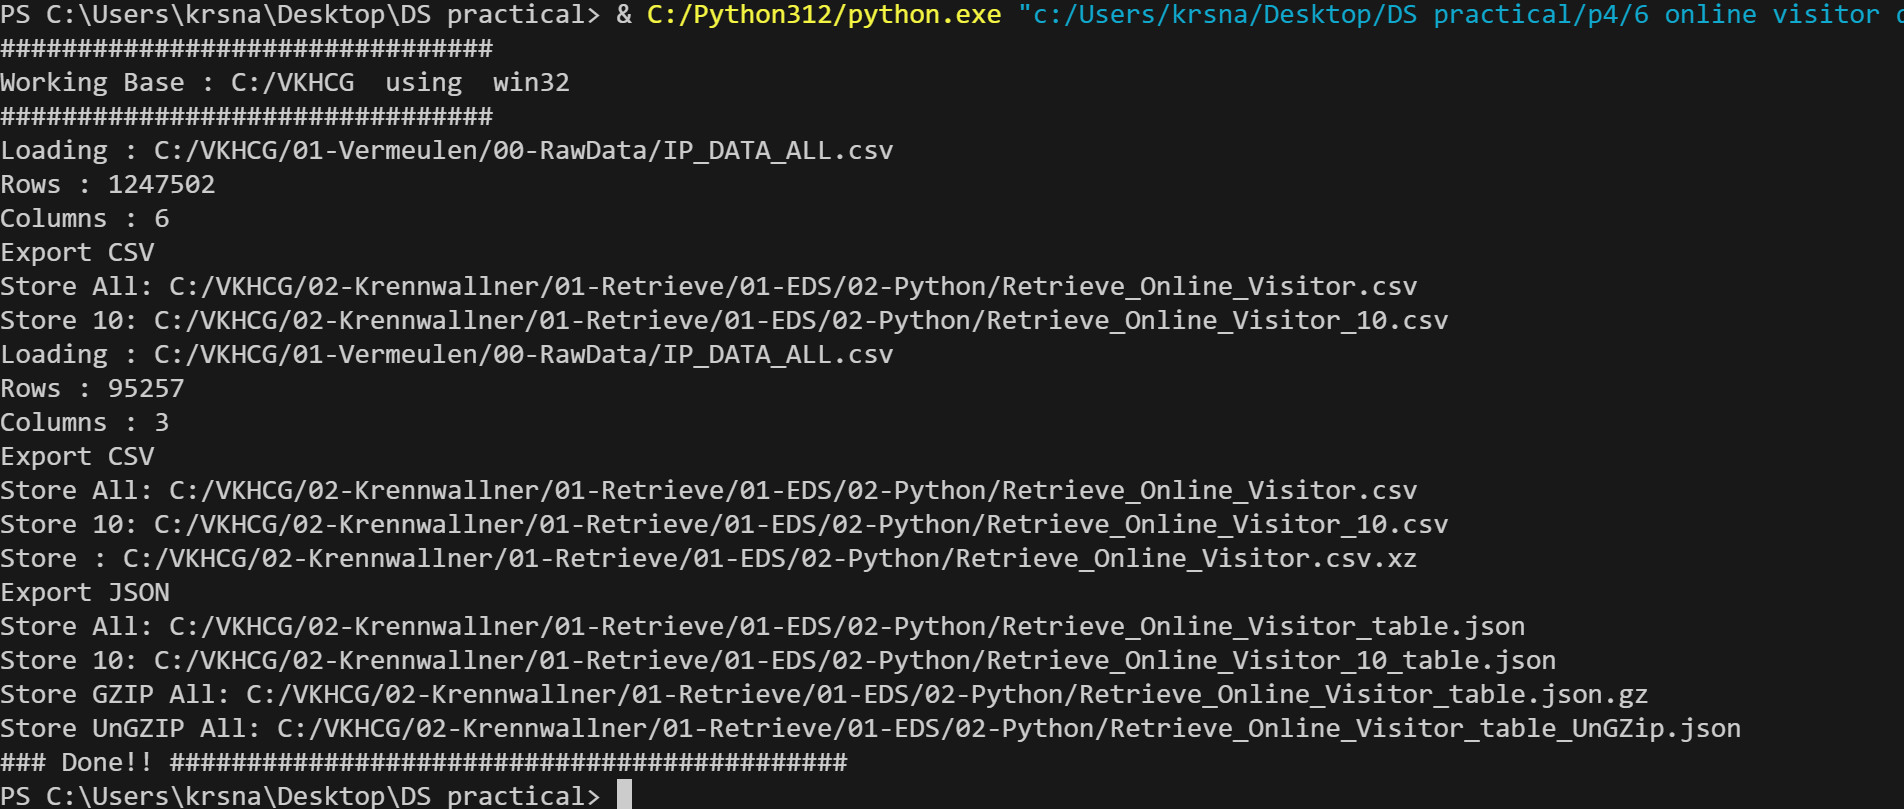 PS C:\Users\krsna\Desktop\DS practical> & C:/Python312/python.exe "c:/Users/krsna/Desktop/DS practical/p4/6 online visitor
################################
Working Base : C:/VKHCG  using  win32
################################
Loading : C:/VKHCG/01-Vermeulen/00-RawData/IP_DATA_ALL.csv
Rows : 1247502
Columns : 6
Export CSV
Store All: C:/VKHCG/02-Krennwallner/01-Retrieve/01-EDS/02-Python/Retrieve_Online_Visitor.csv
Store 10: C:/VKHCG/02-Krennwallner/01-Retrieve/01-EDS/02-Python/Retrieve_Online_Visitor_10.csv
Loading : C:/VKHCG/01-Vermeulen/00-RawData/IP_DATA_ALL.csv
Rows : 95257
Columns : 3
Export CSV
Store All: C:/VKHCG/02-Krennwallner/01-Retrieve/01-EDS/02-Python/Retrieve_Online_Visitor.csv
Store 10: C:/VKHCG/02-Krennwallner/01-Retrieve/01-EDS/02-Python/Retrieve_Online_Visitor_10.csv
Store : C:/VKHCG/02-Krennwallner/01-Retrieve/01-EDS/02-Python/Retrieve_Online_Visitor.csv.xz
Export JSON
Store All: C:/VKHCG/02-Krennwallner/01-Retrieve/01-EDS/02-Python/Retrieve_Online_Visitor_table.json
Store 10: C:/VKHCG/02-Krennwallner/01-Retrieve/01-EDS/02-Python/Retrieve_Online_Visitor_10_table.json
Store GZIP All: C:/VKHCG/02-Krennwallner/01-Retrieve/01-EDS/02-Python/Retrieve_Online_Visitor_table.json.gz
Store UnGZIP All: C:/VKHCG/02-Krennwallner/01-Retrieve/01-EDS/02-Python/Retrieve_Online_Visitor_table_UnGZip.json
### Done!! ############################################
PS C:\Users\krsna\Desktop\DS practical>